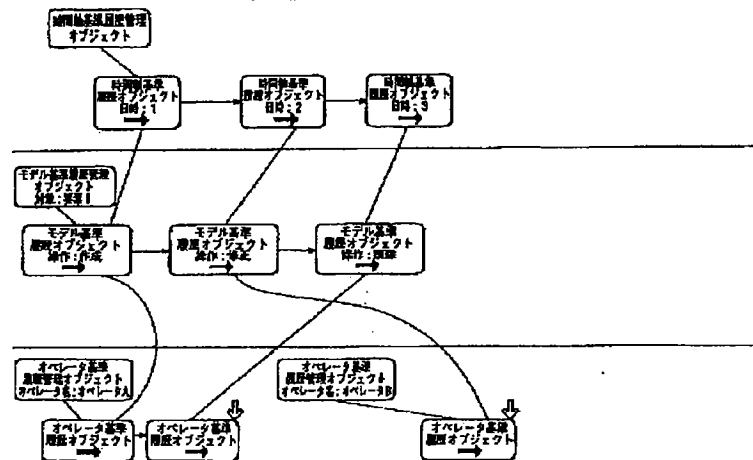 時間軸基準履歴管理
オブジェクト
時間軸基準
履歴オブジェクト
日時:1
時間軸基準
履歴オブジェクト
日時:2
時間軸基準
履歴オブジェクト
日時:3
モデル基準履歴管理
オブジェクト
対象:要素
モデル基準
履歴オブジェクト
操作:作成
モデル基準
履歴オブジェクト
操作:修正
モデル基準
履歴オブジェクト
操作:
オペレータ基準
履歴管理オブジェクト
オペレータ名:オペレータA
オペレータ基準
履歴管理オブジェクト
オペレータ名:オペレータB
オペレータ基準
履歴オブジェクト
オペレータ基準
履歴オブジェクト
オペレータ基準
履歴オブジェクト